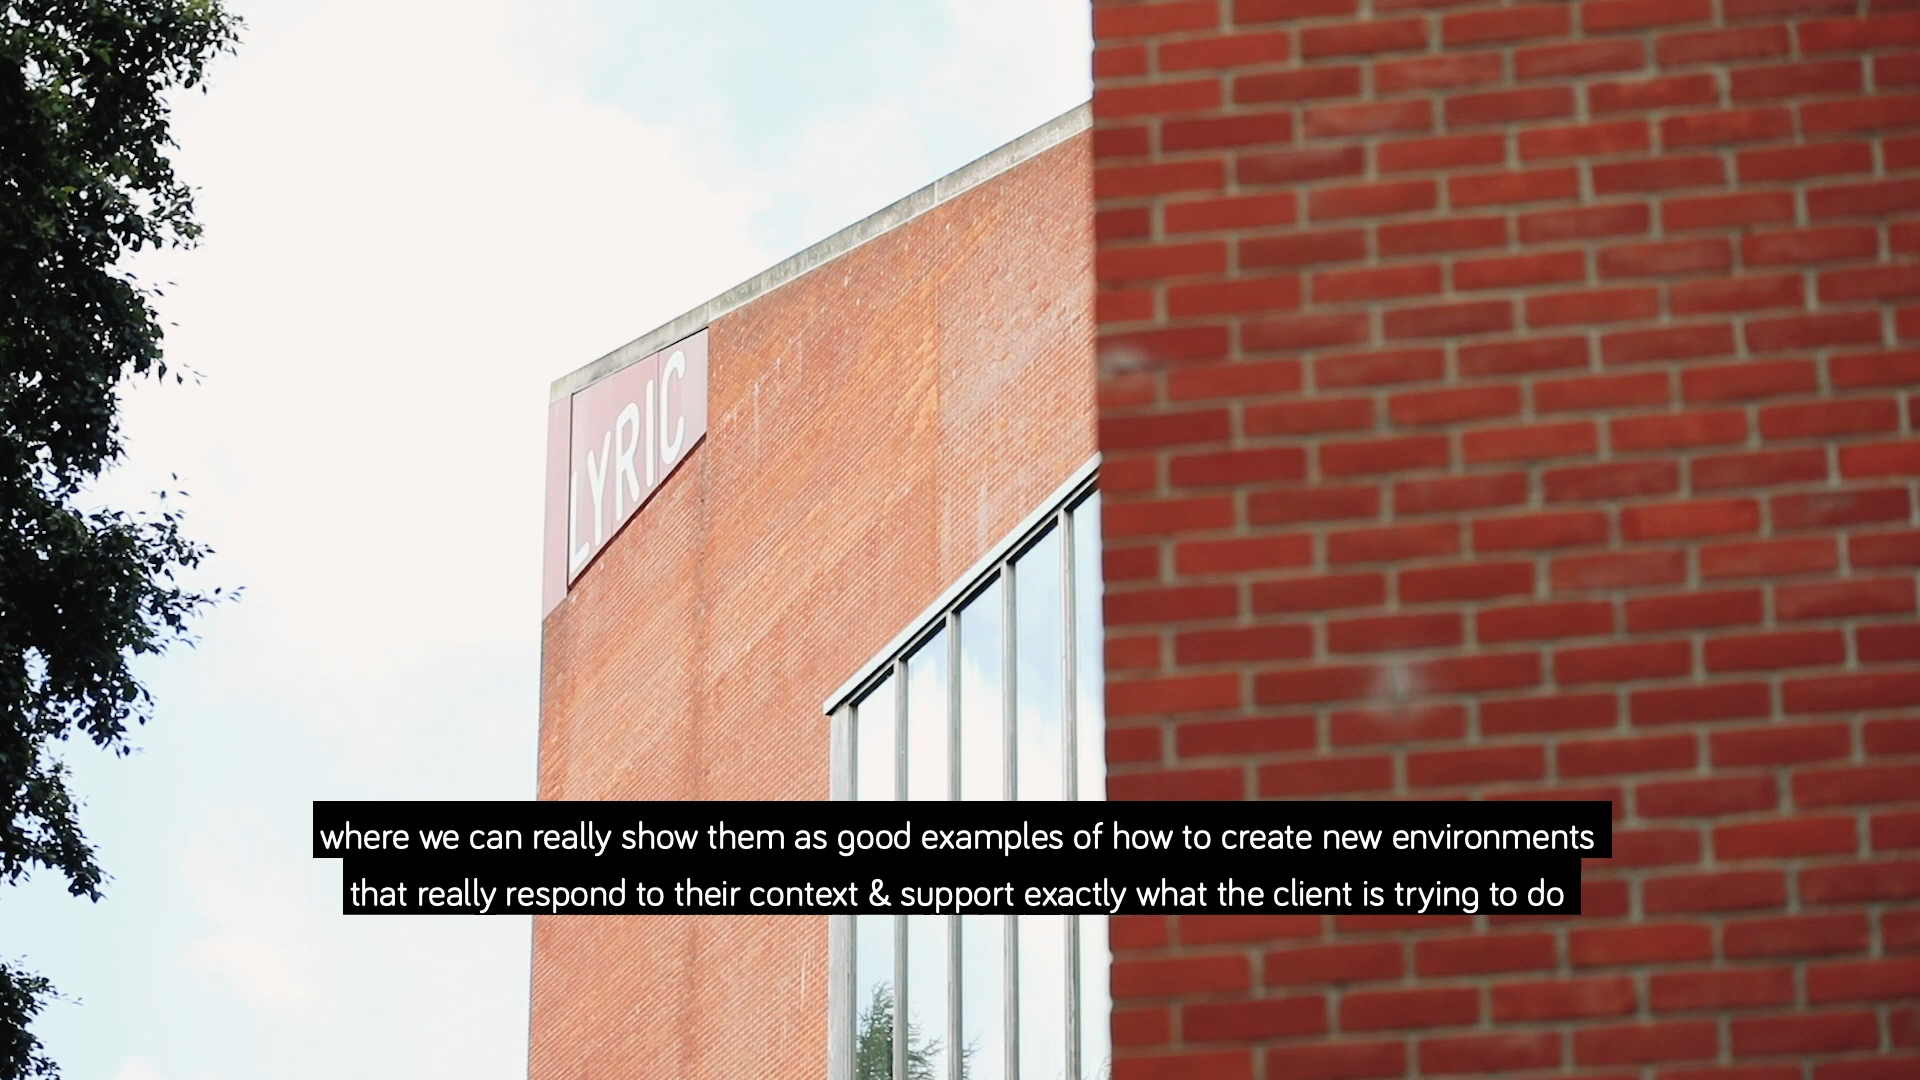 LYRIC
where we can really show them as good examples of how to create new environments
that really respond to their context & support exactly what the client is trying to do